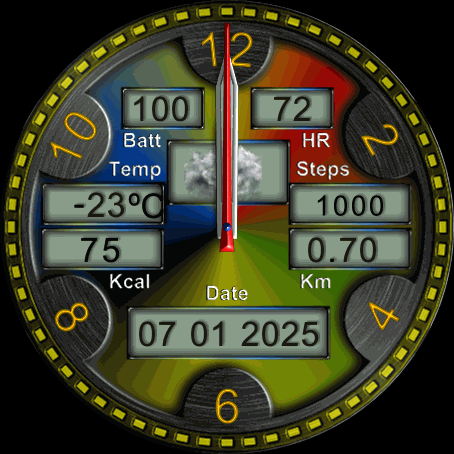 12
100 72
Batt HR
10 2
Temp Steps
-23ºC 1000
75 0.70
Kcal Km
Date
8 4
07 01 2025
6